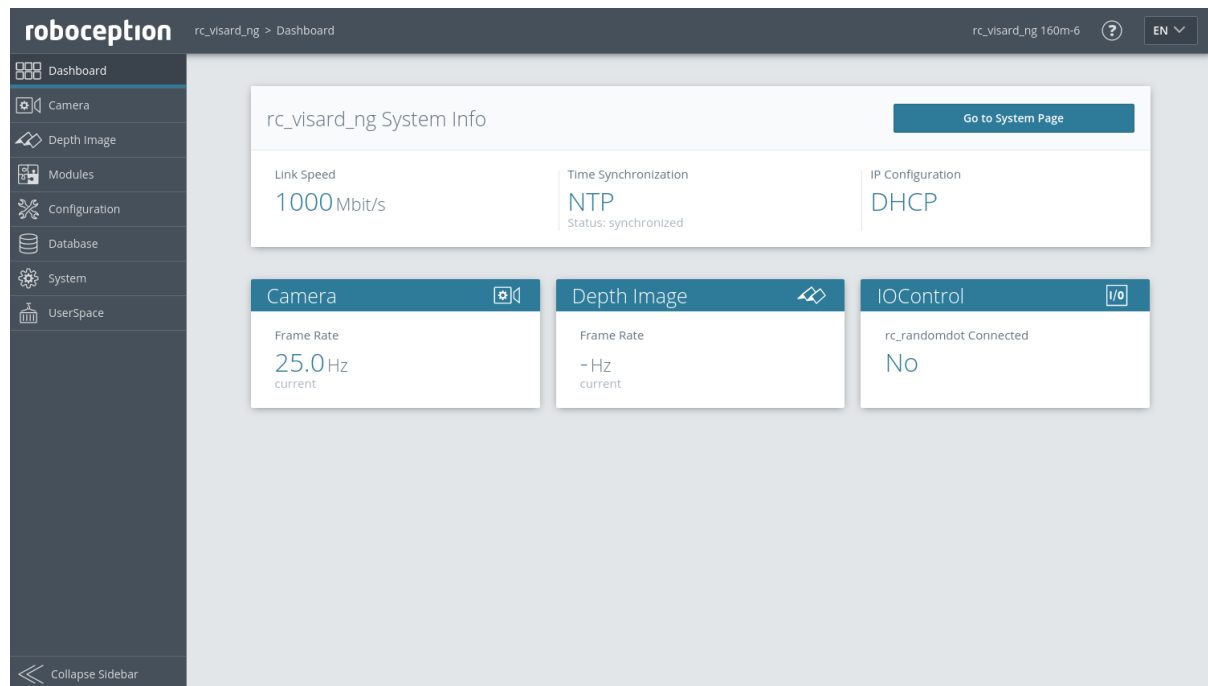 roboception
rc_visard_ng > Dashboard
rc_visard_ng 160m-6
?
EN
Dashboard
Camera
Depth Image
Modules
Configuration
Database
System
UserSpace
Collapse Sidebar
rc_visard_ng System Info
Go to System Page
Link Speed
1000 Mbit/s
Time Synchronization
NTP
Status: synchronized
IP Configuration
DHCP
Camera
Frame Rate
25.0 Hz
current
Depth Image
Frame Rate
- Hz
current
IOControl
I/O
rc_randomdot Connected
No